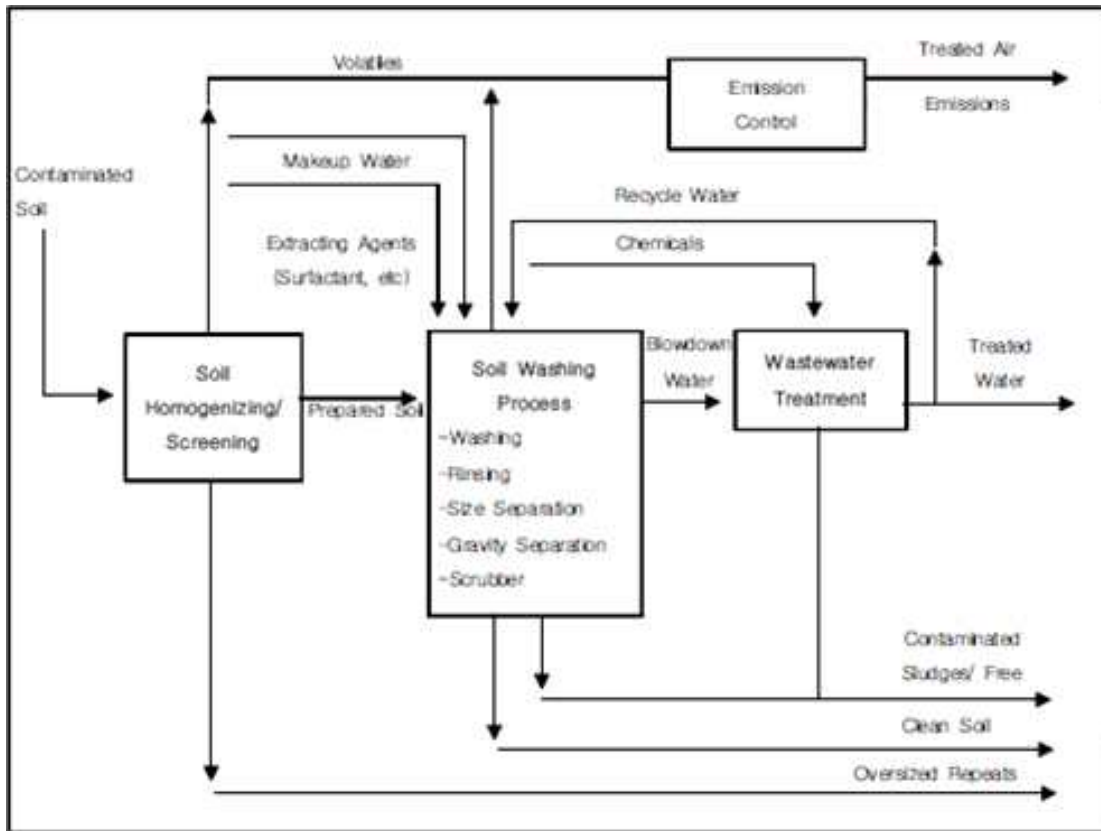 Treated Air
Volatiles
Emission
Control
Emissions
Makeup Water
Contaminated
Soil
Recycle Water
Extracting Agents
(Surfactant, etc)
Chemicals
Soil
Homogenizing/
Screening
Prepared Soil
Soil Washing
Process
-Washing
-Rinsing
-Size Separation
-Gravity Separation
-Scrubber
Blowdown
Water
Wastewater
Treatment
Treated
Water
Contaminated
Sludges/ Free
Clean Soil
Oversized Repeats